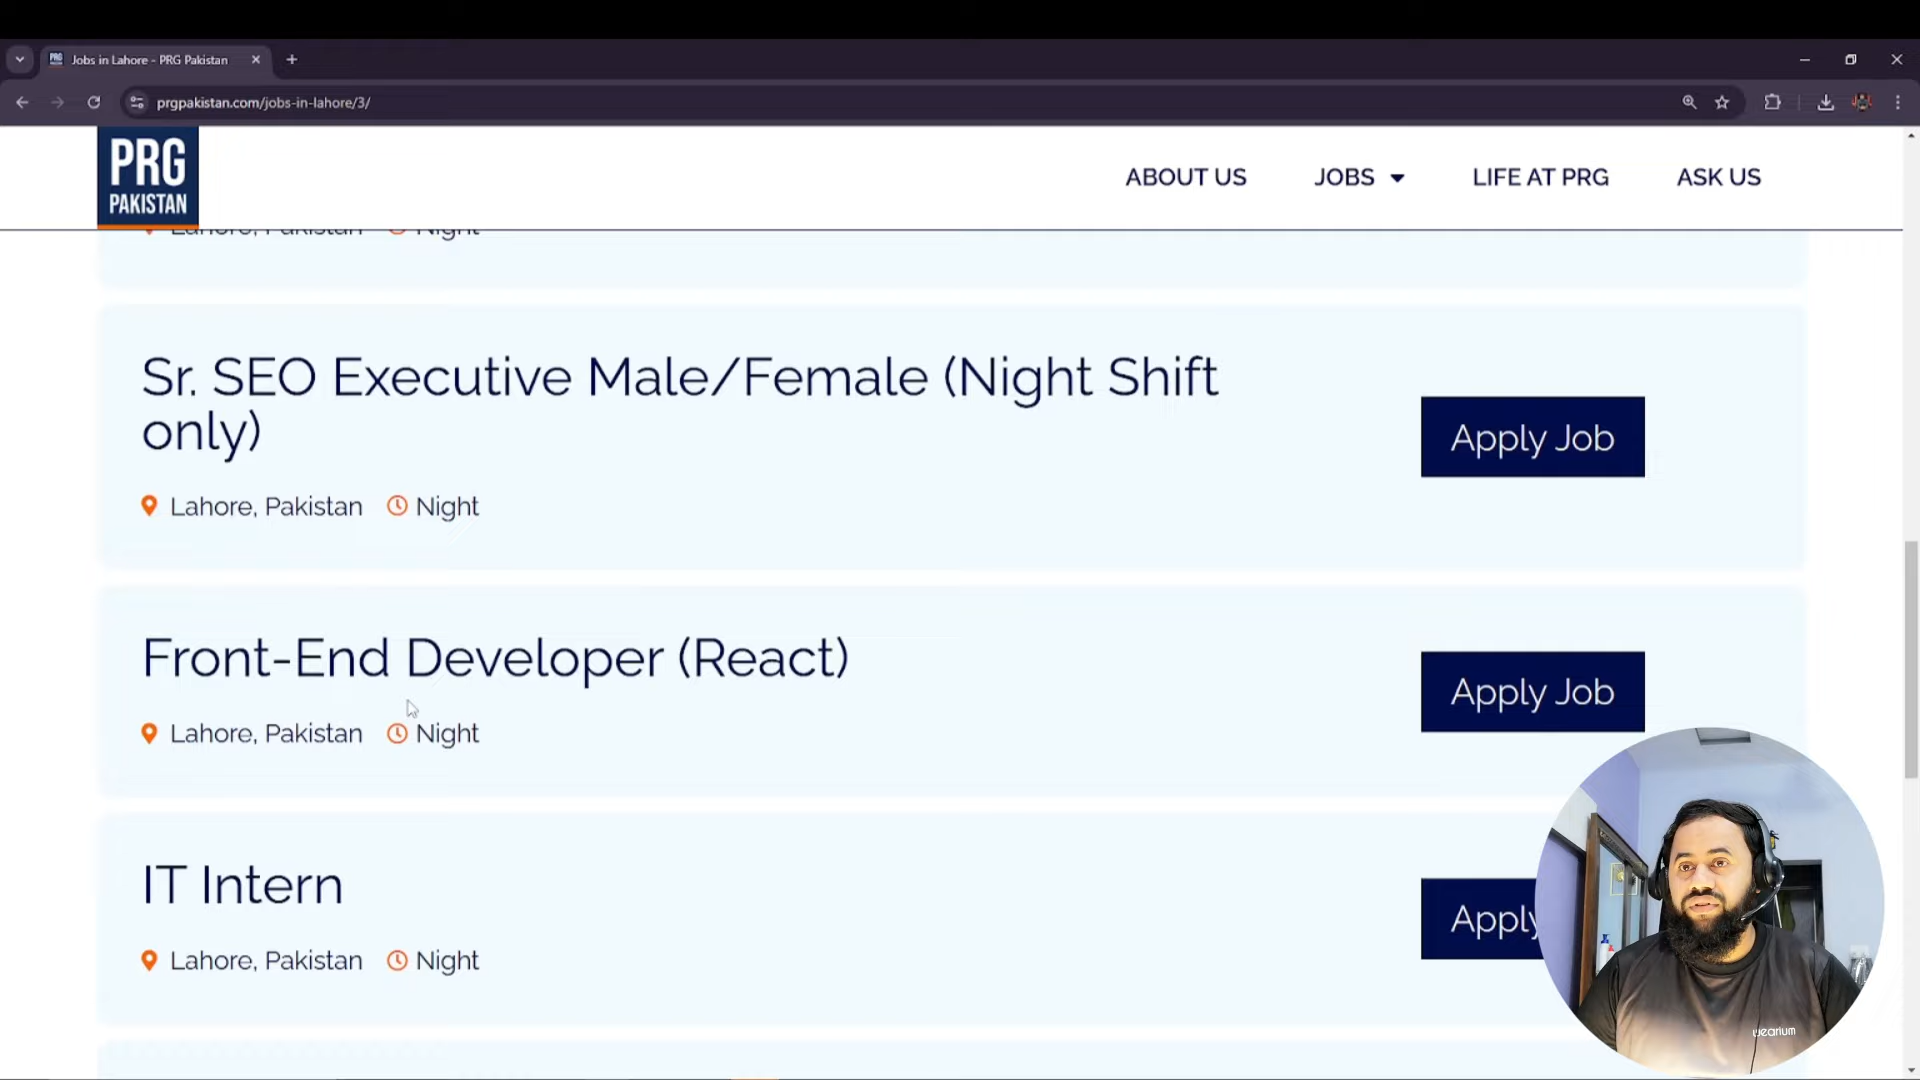 Jobs in Lahore - PRG Pakistan
prgpakistan.com/jobs-in-lahore/3/
PRG
PAKISTAN
ABOUT US
JOBS
LIFE AT PRG
ASK US
Lahore, Pakistan Night
Sr. SEO Executive Male/Female (Night Shift
only)
Apply Job
Lahore, Pakistan Night
Front-End Developer (React)
Apply Job
Lahore, Pakistan Night
IT Intern
Apply
Lahore, Pakistan Night
wearium